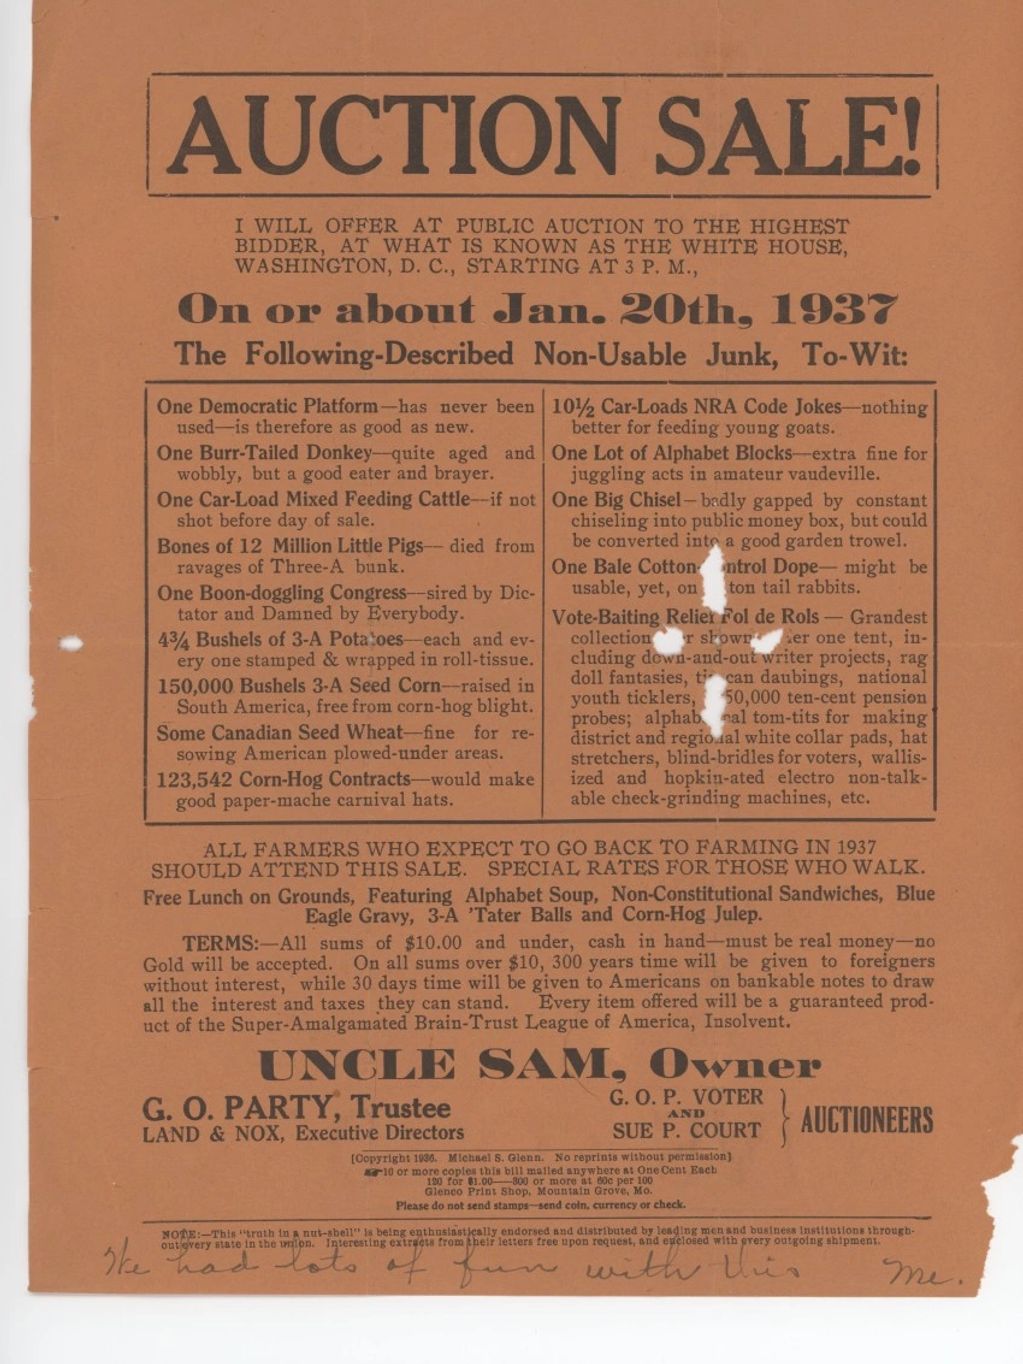 AUCTION SALE!
I WILL OFFER AT PUBLIC AUCTION TO THE HIGHEST
BIDDER, AT WHAT IS KNOWN AS THE WHITE HOUSE,
WASHINGTON, D. C., STARTING AT 3 P. M.,
On or about Jan. 20th, 1937
The Following-Described Non-Usable Junk, To-Wit:
One Democratic Platform—has never been
used—is therefore as good as new.
One Burr-Tailed Donkey—quite aged and
wobbly, but a good eater and brayer.
One Car-Load Mixed Feeding Cattle—if not
shot before day of sale.
Bones of 12 Million Little Pigs— died from
ravages of Three-A bunk.
One Boon-doggling Congress—sired by Dic-
tator and Damned by Everybody.
4¾ Bushels of 3-A Potatoes—each and ev-
ery one stamped & wrapped in roll-tissue.
150,000 Bushels 3-A Seed Corn—raised in
South America, free from corn-hog blight.
Some Canadian Seed Wheat—fine for re-
sowing American plowed-under areas.
123,542 Corn-Hog Contracts—would make
good paper-mache carnival hats.
10½ Car-Loads NRA Code Jokes—nothing
better for feeding young goats.
One Lot of Alphabet Blocks—extra fine for
juggling acts in amateur vaudeville.
One Big Chisel—badly gapped by constant
chiseling into public money box, but could
be converted into a good garden trowel.
One Bale Cotton- ntrol Dope— might be
usable, yet, on ton tail rabbits.
Vote-Baiting Relief Fol de Rols — Grandest
collection r shown er one tent, in-
cluding down-and-out writer projects, rag
doll fantasies, tin can daubings, national
youth ticklers, 50,000 ten-cent pension
probes; alphab al tom-tits for making
district and regional white collar pads, hat
stretchers, blind-bridles for voters, wallis-
ized and hopkin-ated electro non-talk-
able check-grinding machines, etc.
ALL FARMERS WHO EXPECT TO GO BACK TO FARMING IN 1937
SHOULD ATTEND THIS SALE. SPECIAL RATES FOR THOSE WHO WALK.
Free Lunch on Grounds, Featuring Alphabet Soup, Non-Constitutional Sandwiches, Blue
Eagle Gravy, 3-A 'Tater Balls and Corn-Hog Julep.
TERMS:—All sums of $10.00 and under, cash in hand—must be real money—no
Gold will be accepted. On all sums over $10, 300 years time will be given to foreigners
without interest, while 30 days time will be given to Americans on bankable notes to draw
all the interest and taxes they can stand. Every item offered will be a guaranteed prod-
uct of the Super-Amalgamated Brain-Trust League of America, Insolvent.
UNCLE SAM, Owner
G. O. PARTY, Trustee
LAND & NOX, Executive Directors
G. O. P. VOTER
AND
SUE P. COURT
AUCTIONEERS
[Copyright 1936. Michael S. Glenn. No reprints without permission]
10 or more copies this bill mailed anywhere at One Cent Each
120 for $1.00——300 or more at 60c per 100
Glenco Print Shop, Mountain Grove, Mo.
Please do not send stamps—send coin, currency or check.
NOTE:—This "truth in a nut-shell" is being enthusiastically endorsed and distributed by leading men and business institutions through-
out every state in the union. Interesting extracts from their letters free upon request, and enclosed with every outgoing shipment.
We had lots of fun with this Me.